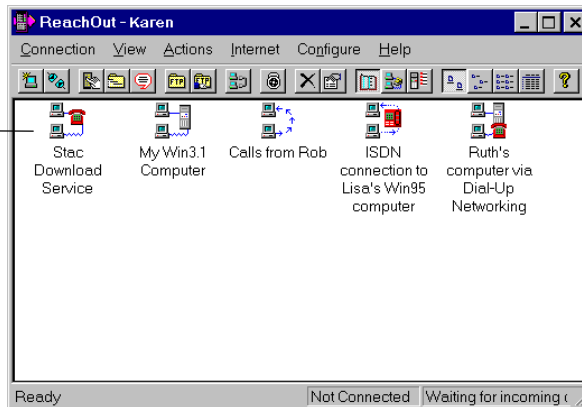 ReachOut - Karen
Connection View Actions Internet Configure Help
FTP
Stac
Download
Service
My Win3.1
Computer
Calls from Rob
ISDN
connection to
Lisa's Win95
computer
Ruth's
computer via
Dial-Up
Networking
Ready
Not Connected
Waiting for incoming